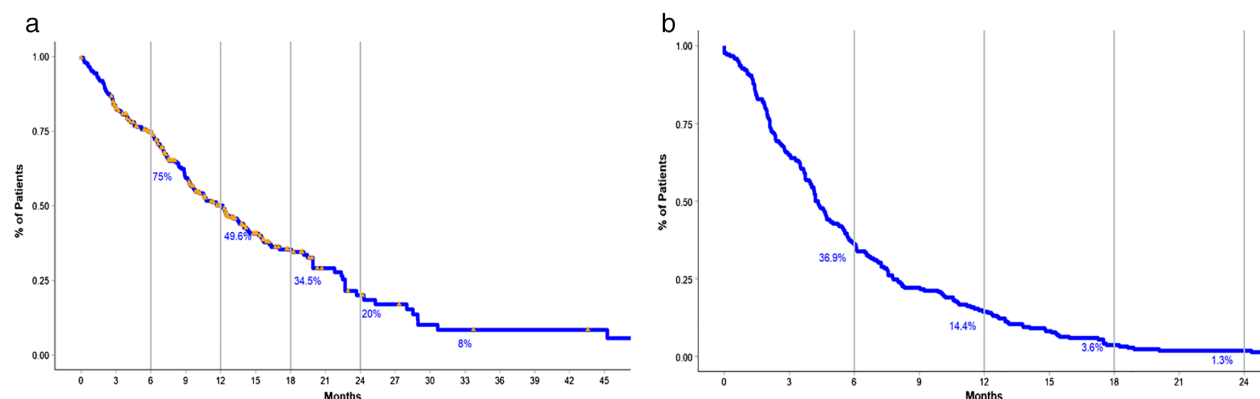 a
% of Patients
1.00
0.75
0.50
0.25
0.00
75%
49.6%
34.5%
20%
8%
0 3 6 9 12 15 18 21 24 27 30 33 36 39 42 45
Months
b
% of Patients
1.00
0.75
0.50
0.25
0.00
36.9%
14.4%
3.6%
1.3%
0 3 6 9 12 15 18 21 24
Months